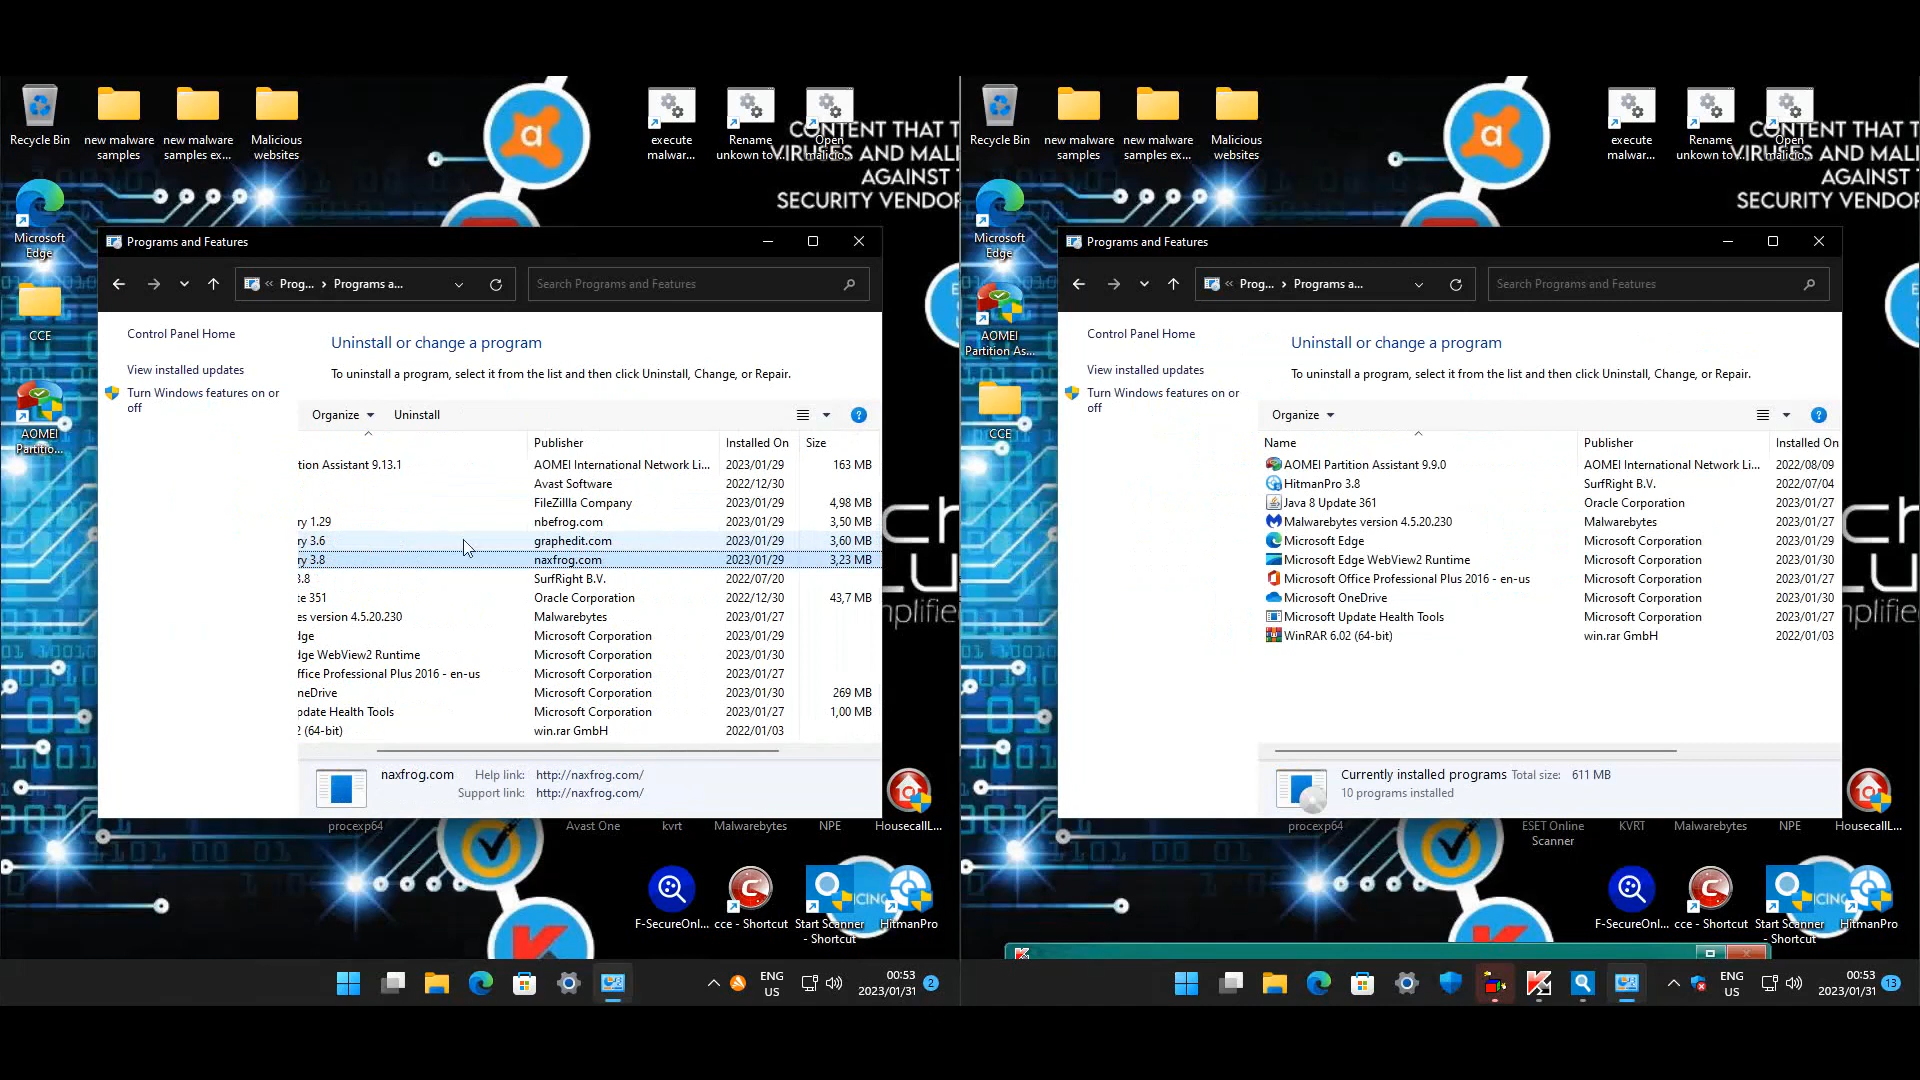 Recycle Bin
new malware
samples
new malware
samples ex...
Malicious
websites
execute
malwar...
Rename
unkown to...
Open
malicio...
CONTENT THAT T
VIRUSES AND MALI
AGAINST
SECURITY VENDO
Microsoft
Edge
CCE
AOMEI
Partitio...
Programs and Features
Prog...
Programs a...
Search Programs and Features
Control Panel Home
View installed updates
Turn Windows features on or
off
Uninstall or change a program
To uninstall a program, select it from the list and then click Uninstall, Change, or Repair.
Organize
Uninstall
Publisher
Installed On
Size
tion Assistant 9.13.1 AOMEI International Network Li... 2023/01/29 163 MB
Avast Software 2022/12/30
FileZillla Company 2023/01/29 4,98 MB
ry 1.29 nbefrog.com 2023/01/29 3,50 MB
ry 3.6 graphedit.com 2023/01/29 3,60 MB
ry 3.8 naxfrog.com 2023/01/29 3,23 MB
3.8 SurfRight B.V. 2022/07/20
te 351 Oracle Corporation 2022/12/30 43,7 MB
es version 4.5.20.230 Malwarebytes 2023/01/27
dge Microsoft Corporation 2023/01/29
dge WebView2 Runtime Microsoft Corporation 2023/01/30
ffice Professional Plus 2016 - en-us Microsoft Corporation 2023/01/27
neDrive Microsoft Corporation 2023/01/30 269 MB
pdate Health Tools Microsoft Corporation 2023/01/27 1,00 MB
2 (64-bit) win.rar GmbH 2022/01/03
naxfrog.com Help link: http://naxfrog.com/
Support link: http://naxfrog.com/
ch
mplifie
procexp64
Avast One
kvrt
Malwarebytes
NPE
HousecallL...
F-SecureOnl...
cce - Shortcut
Start Scanner
- Shortcut
HitmanPro
ENG
US
00:53
2023/01/31
2
Recycle Bin
new malware
samples
new malware
samples ex...
Malicious
websites
execute
malwar...
Rename
unkown to...
Open
malicio...
CONTENT THAT T
VIRUSES AND MALI
AGAINST
SECURITY VENDOR
Microsoft
Edge
AOMEI
Partition As...
CCE
Programs and Features
Prog...
Programs a...
Search Programs and Features
Control Panel Home
View installed updates
Turn Windows features on or
off
Uninstall or change a program
To uninstall a program, select it from the list and then click Uninstall, Change, or Repair.
Organize
Name
Publisher
Installed On
AOMEI Partition Assistant 9.9.0 AOMEI International Network Li... 2022/08/09
HitmanPro 3.8 SurfRight B.V. 2022/07/04
Java 8 Update 361 Oracle Corporation 2023/01/27
Malwarebytes version 4.5.20.230 Malwarebytes 2023/01/27
Microsoft Edge Microsoft Corporation 2023/01/29
Microsoft Edge WebView2 Runtime Microsoft Corporation 2023/01/30
Microsoft Office Professional Plus 2016 - en-us Microsoft Corporation 2023/01/27
Microsoft OneDrive Microsoft Corporation 2023/01/30
Microsoft Update Health Tools Microsoft Corporation 2023/01/27
WinRAR 6.02 (64-bit) win.rar GmbH 2022/01/03
Currently installed programs Total size: 611 MB
10 programs installed
ch
mplifie
procexp64
ESET Online
Scanner
KVRT
Malwarebytes
NPE
HousecallL...
ICING
F-SecureOnl...
cce - Shortcut
Start Scanner
- Shortcut
HitmanPro
ENG
US
00:53
2023/01/31
13